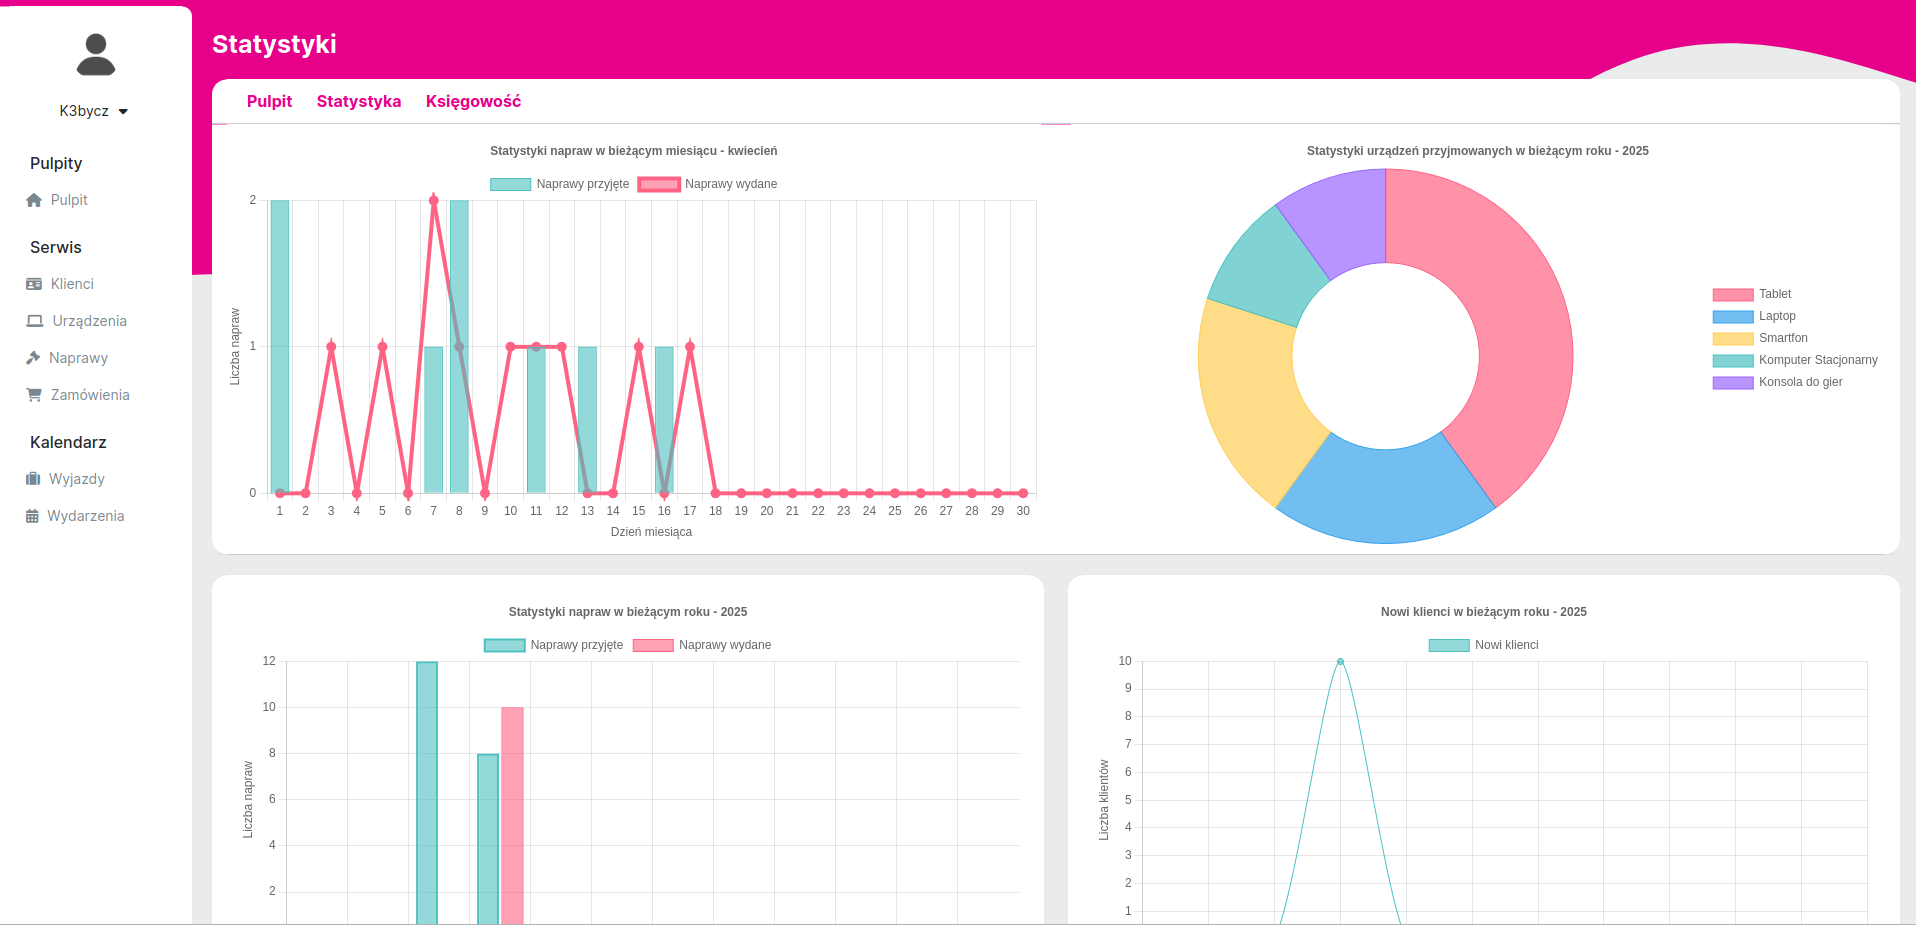 Statystyki
K3bycz
Pulpity
Pulpit
Serwis
Klienci
Urządzenia
Naprawy
Zamówienia
Kalendarz
Wyjazdy
Wydarzenia
Pulpit Statystyka Księgowość
Statystyki napraw w bieżącym miesiącu - kwiecień
Naprawy przyjęte Naprawy wydane
Liczba napraw
2
1
0
1 2 3 4 5 6 7 8 9 10 11 12 13 14 15 16 17 18 19 20 21 22 23 24 25 26 27 28 29 30
Dzień miesiąca
Statystyki urządzeń przyjmowanych w bieżącym roku - 2025
Tablet
Laptop
Smartfon
Komputer Stacjonarny
Konsola do gier
Statystyki napraw w bieżącym roku - 2025
Naprawy przyjęte Naprawy wydane
Liczba napraw
12
10
8
6
4
2
Nowi klienci w bieżącym roku - 2025
Nowi klienci
Liczba klientów
10
9
8
7
6
5
4
3
2
1